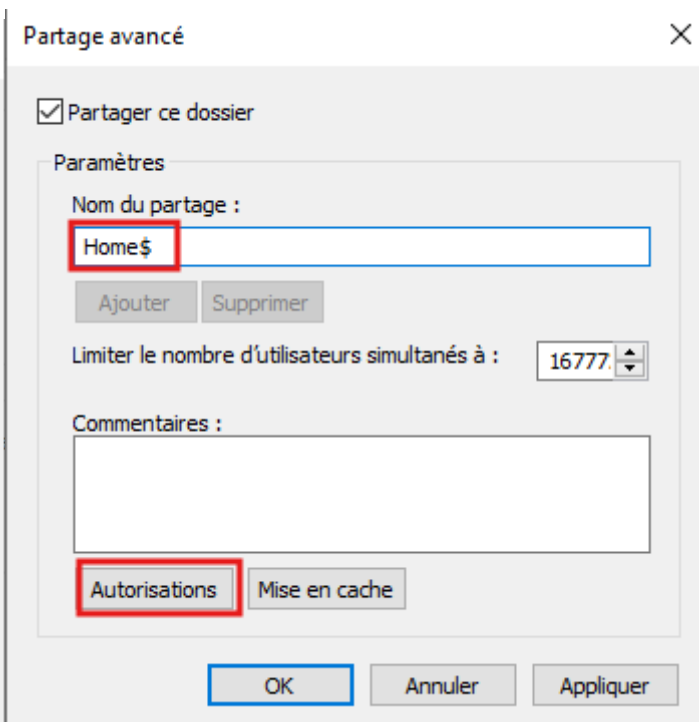 Partage avancé
Partager ce dossier
Paramètres
Nom du partage :
Home$
Ajouter Supprimer
Limiter le nombre d'utilisateurs simultanés à : 16777
Commentaires :
Autorisations Mise en cache
OK Annuler Appliquer